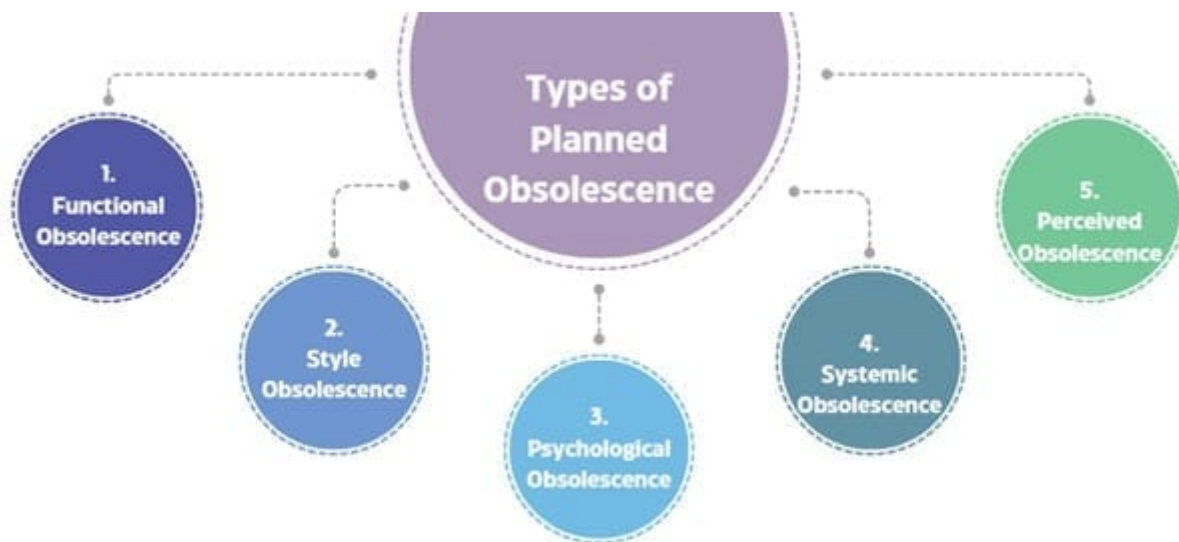 Types of
Planned
Obsolescence
1.
Functional
Obsolescence
2.
Style
Obsolescence
3.
Psychological
Obsolescence
4.
Systemic
Obsolescence
5.
Perceived
Obsolescence